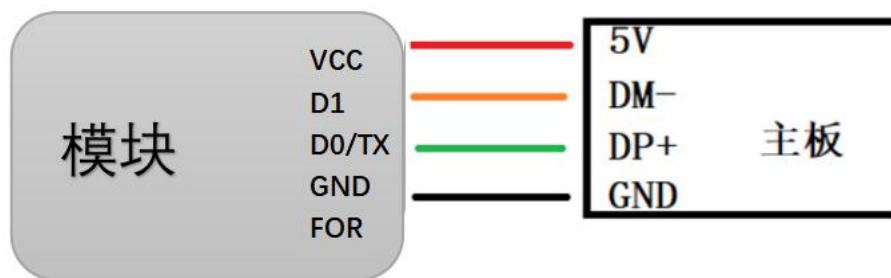 模块
VCC
D1
D0/TX
GND
FOR
5V
DM-
DP+
GND
主板